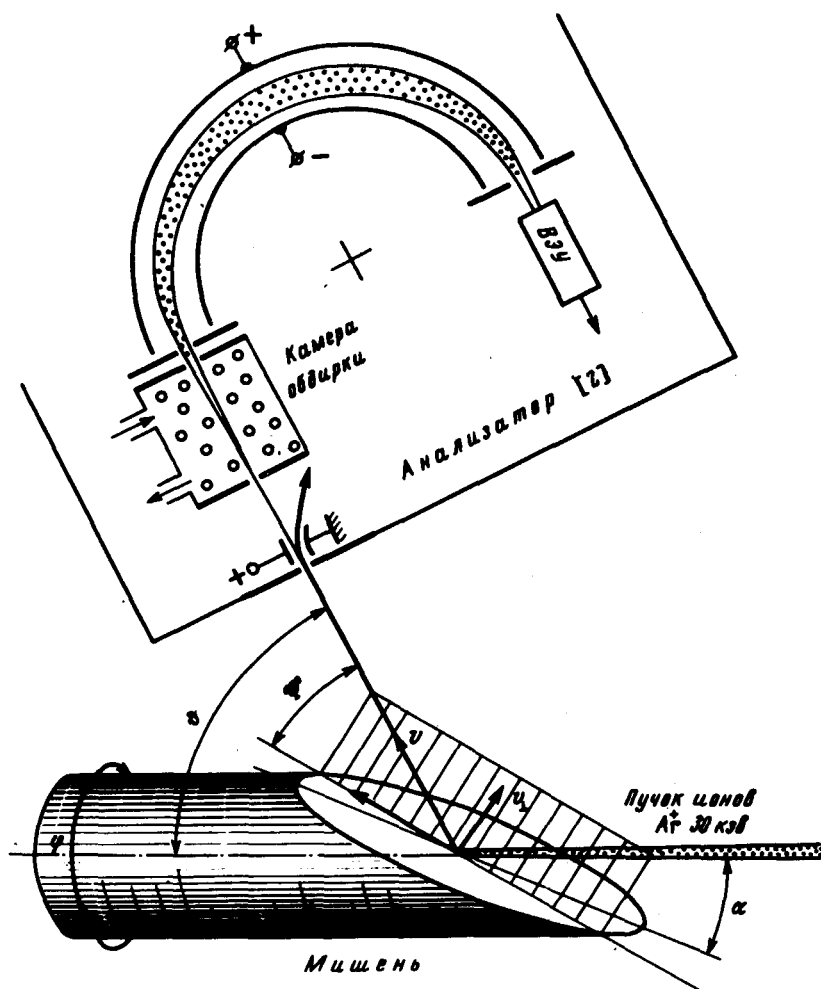 +
-
ВЭУ
Камера
обдирки
Анализатор [2]
+
v
v⊥
Пучок ионов
Ar⁺ 30 кэв
φ
α
Мишень